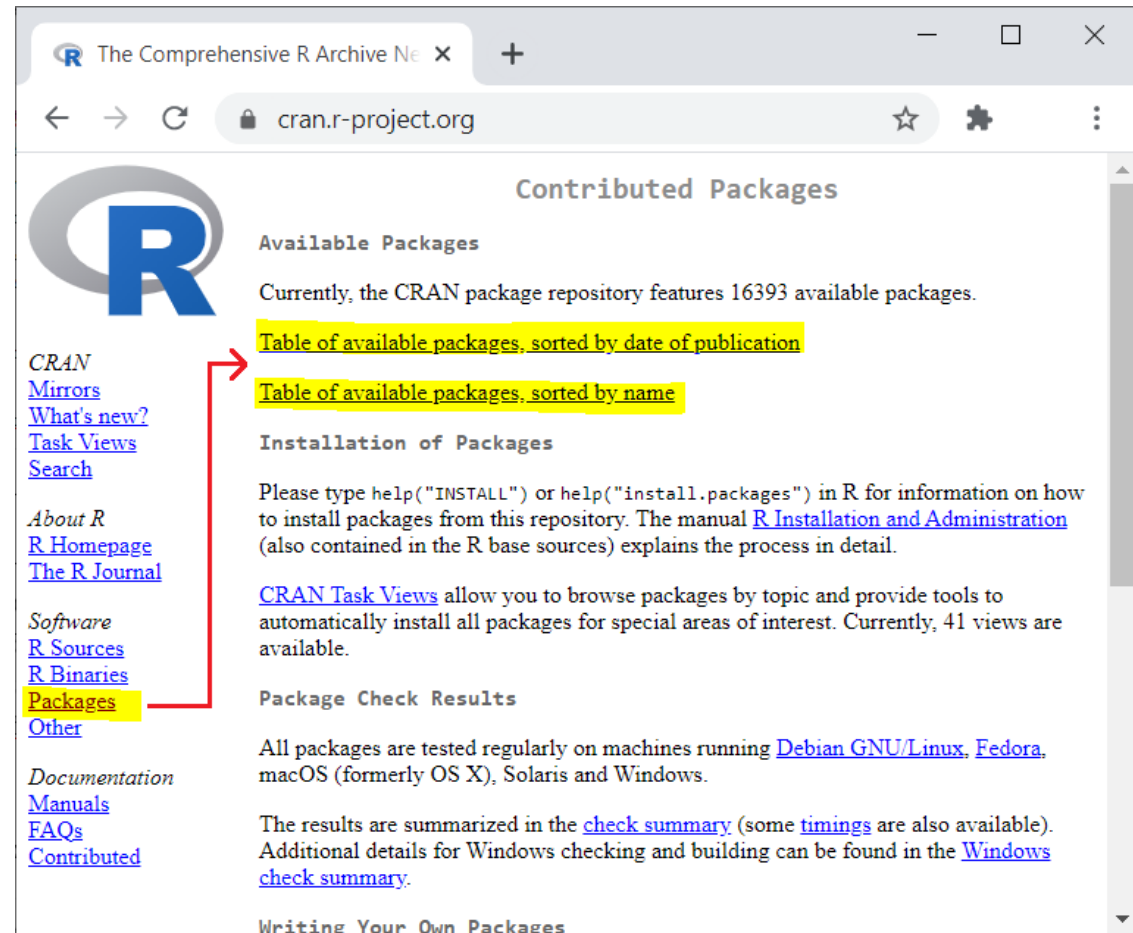 The Comprehensive R Archive Ne
cran.r-project.org
R
CRAN
Mirrors
What's new?
Task Views
Search
About R
R Homepage
The R Journal
Software
R Sources
R Binaries
Packages
Other
Documentation
Manuals
FAQs
Contributed
Contributed Packages
Available Packages
Currently, the CRAN package repository features 16393 available packages.
Table of available packages, sorted by date of publication
Table of available packages, sorted by name
Installation of Packages
Please type help("INSTALL") or help("install.packages") in R for information on how
to install packages from this repository. The manual R Installation and Administration
(also contained in the R base sources) explains the process in detail.
CRAN Task Views allow you to browse packages by topic and provide tools to
automatically install all packages for special areas of interest. Currently, 41 views are
available.
Package Check Results
All packages are tested regularly on machines running Debian GNU/Linux, Fedora,
macOS (formerly OS X), Solaris and Windows.
The results are summarized in the check summary (some timings are also available).
Additional details for Windows checking and building can be found in the Windows
check summary.
Writing Your Own Packages